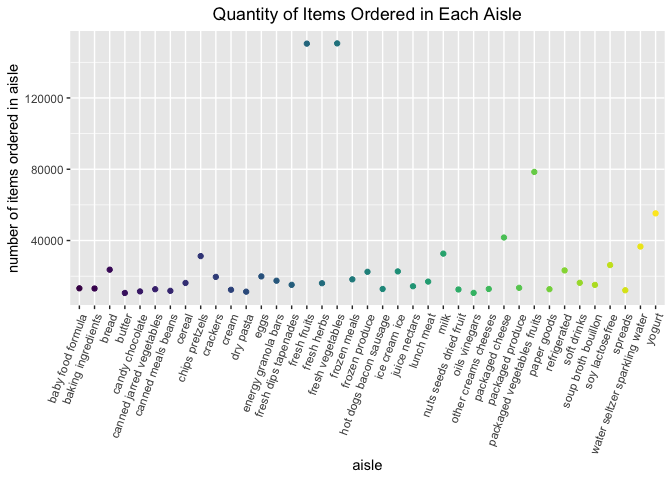 Quantity of Items Ordered in Each Aisle
number of items ordered in aisle
120000
80000
40000
baby food formula
baking ingredients
bread
butter
candy chocolate
canned jarred vegetables
canned meals beans
cereal
chips pretzels
crackers
cream
dry pasta
eggs
energy granola bars
fresh dips tapenades
fresh fruits
fresh herbs
fresh vegetables
frozen meals
frozen produce
hot dogs bacon sausage
ice cream ice
juice nectars
lunch meat
milk
nuts seeds dried fruit
oils vinegars
other creams cheeses
packaged cheese
packaged produce
packaged vegetables fruits
paper goods
refrigerated
soft drinks
soup broth bouillon
soy lactosefree
spreads
water seltzer sparkling water
yogurt
aisle